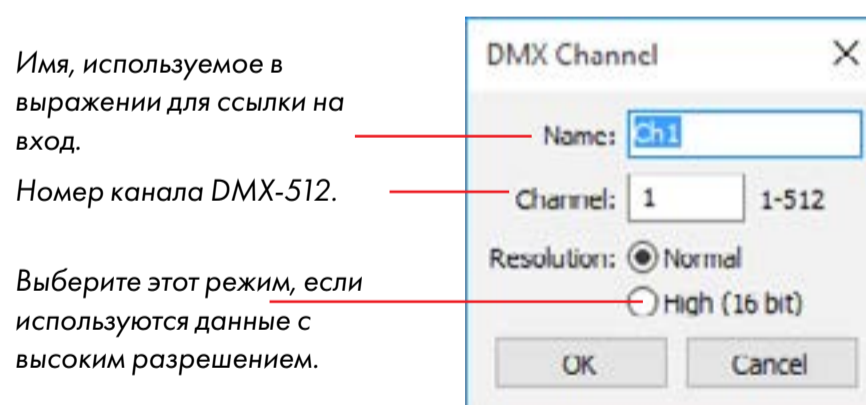 Имя, используемое в
выражении для ссылки на
вход.
Номер канала DMX-512.
Выберите этот режим, если
используются данные с
высоким разрешением.
DMX Channel
Name: Ch1
Channel: 1 1-512
Resolution: Normal
High (16 bit)
OK Cancel